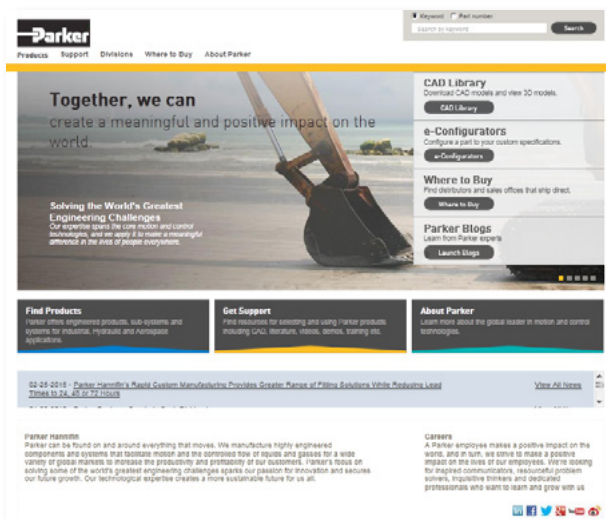 Keyword Part number
Parker
Search by keyword
Search
Products Support Divisions Where to Buy About Parker
Together, we can
create a meaningful and positive impact on the
world.
Solving the World's Greatest
Engineering Challenges
Our expertise spans the core motion and control
technologies, and we apply it to make a meaningful
difference in the lives of people everywhere.
CAD Library
Download CAD models and view 3D models.
CAD Library
e-Configurators
Configure a part to your custom specifications.
e-Configurators
Where to Buy
Find distributors and sales offices that ship direct.
Where to Buy
Parker Blogs
Learn from Parker experts
Launch Blogs
Find Products
Parker offers engineered products, sub-systems and
systems for Industrial, Hydraulic and Aerospace
applications.
Get Support
Find resources for selecting and using Parker products
including CAD, literature, videos, demos, training etc.
About Parker
Learn more about the global leader in motion and control
technologies.
02-25-2015 - Parker Hannifin's Rapid Custom Manufacturing Provides Greater Range of Filling Solutions While Reducing Lead
Times to 24, 48 or 72 Hours
View All News
Parker Hannifin
Parker can be found on and around everything that moves. We manufacture highly engineered
components and systems that facilitate motion and the controlled flow of liquids and gasses for a wide
variety of global markets to increase the productivity and profitability of our customers. Parker's focus on
solving some of the world's greatest engineering challenges sparks our passion for innovation and secures
our future growth. Our technological expertise creates a more sustainable future for us all.
Careers
A Parker employee makes a positive impact on the
world, and in turn, we strive to make a positive
impact on the lives of our employees. We're looking
for inspired communicators, resourceful problem
solvers, inquisitive thinkers and dedicated
professionals who want to learn and grow with us